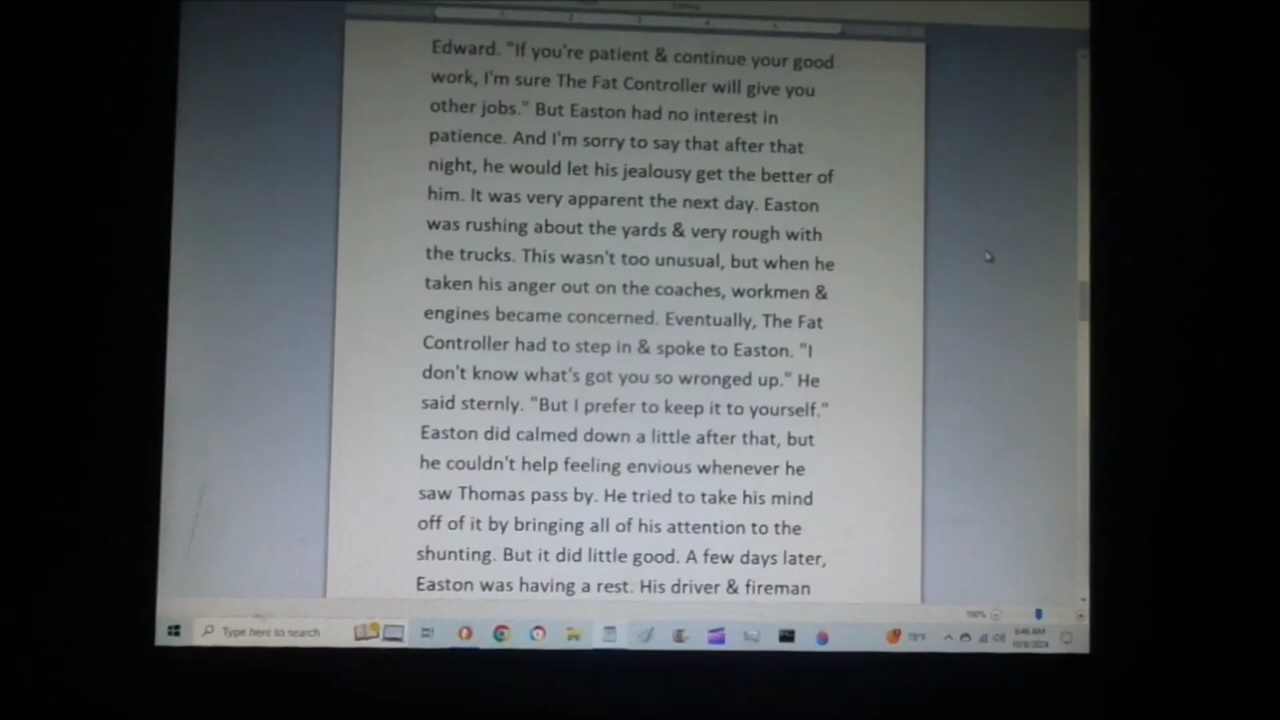 Edward. "If you're patient & continue your good
work, I'm sure The Fat Controller will give you
other jobs." But Easton had no interest in
patience. And I'm sorry to say that after that
night, he would let his jealousy get the better of
him. It was very apparent the next day. Easton
was rushing about the yards & very rough with
the trucks. This wasn't too unusual, but when he
taken his anger out on the coaches, workmen &
engines became concerned. Eventually, The Fat
Controller had to step in & spoke to Easton. "I
don't know what's got you so wronged up." He
said sternly. "But I prefer to keep it to yourself."
Easton did calmed down a little after that, but
he couldn't help feeling envious whenever he
saw Thomas pass by. He tried to take his mind
off of it by bringing all of his attention to the
shunting. But it did little good. A few days later,
Easton was having a rest. His driver & fireman
100%
Type here to search